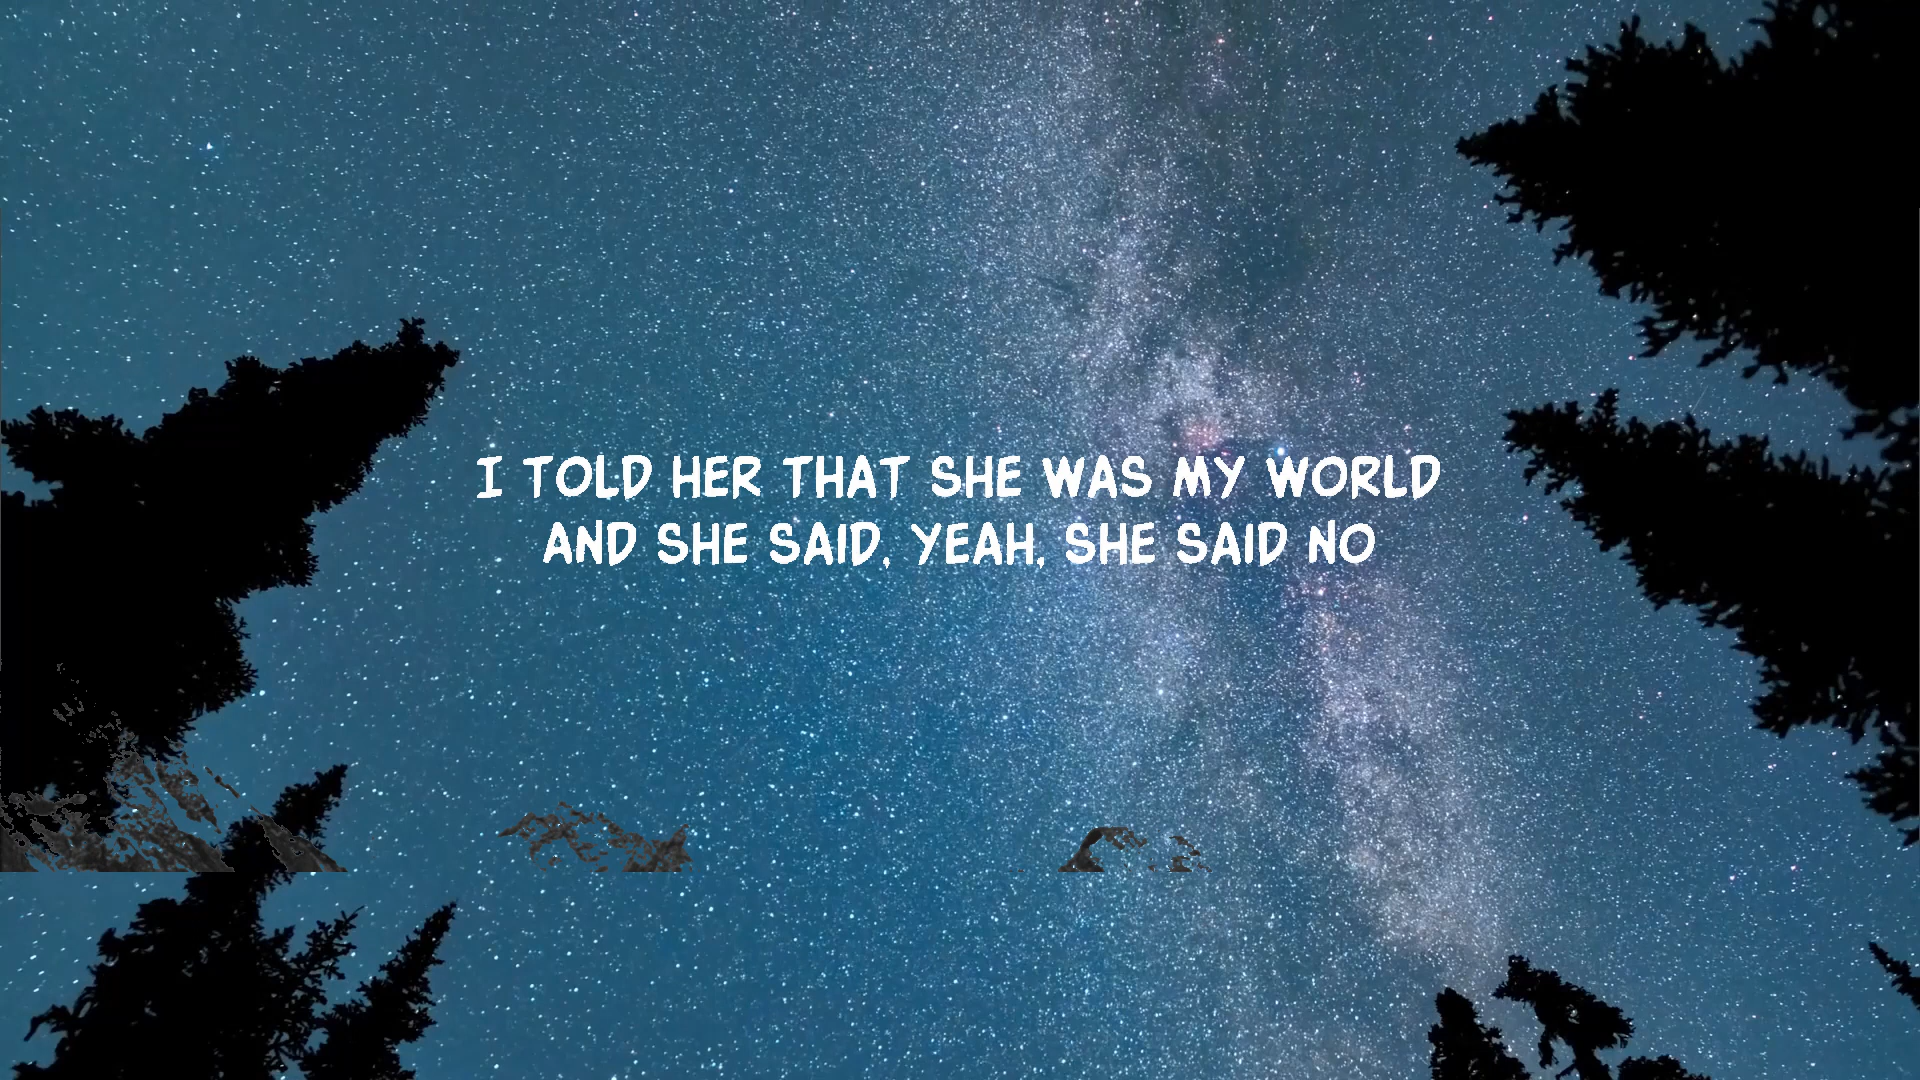 I TOLD HER THAT SHE WAS MY WORLD
AND SHE SAID, YEAH, SHE SAID NO